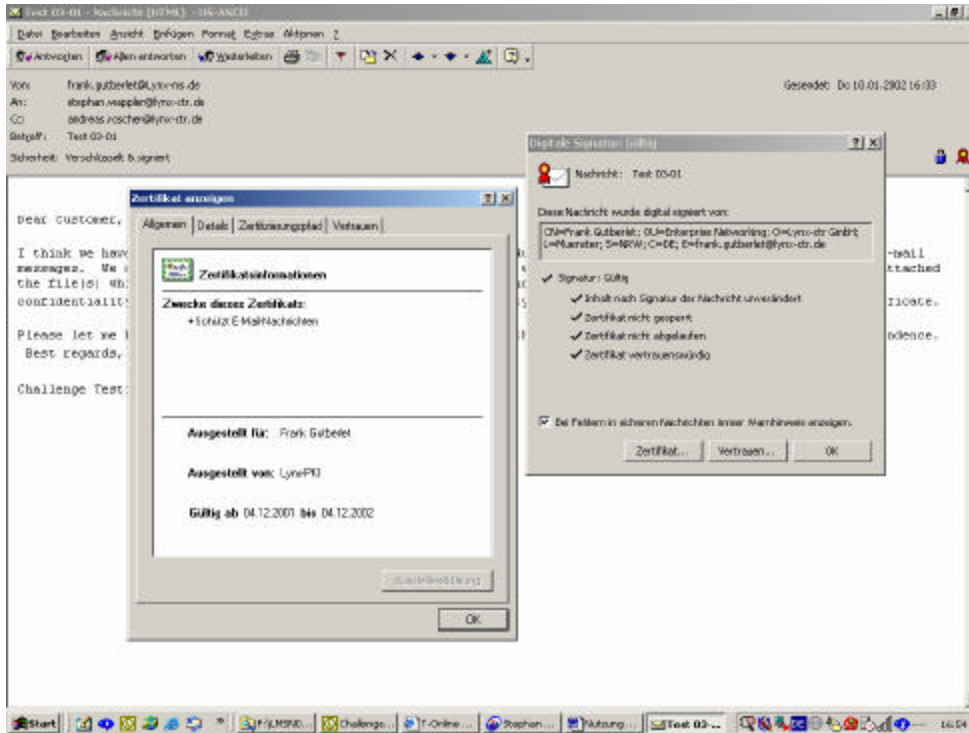 Test 03-01 - Nachricht (HTML) - US-ASCII
Datei Bearbeiten Ansicht Einfügen Format Extras Aktionen ?
Antworten Allen antworten Weiterleiten
Von: frank.gutberlet@Lynx-ns.de
Gesendet: Do 10.01.2002 16:03
An: stephan.wappler@lynx-ctr.de
Cc: andreas.roscher@lynx-ctr.de
Betreff: Test 03-01
Sicherheit: Verschlüsselt & signiert
Dear Customer,
I think we have
-mail
messages. We
ttached
the file(s) whi
confidentiality
ricate.
Please let me
ndence.
Best regards,
Challenge Test
Zertifikat anzeigen
Allgemein Details Zertifizierungspfad Vertrauen
Zertifikatsinformationen
Zwecke dieses Zertifikats:
Schützt E-Mail-Nachrichten
Ausgestellt für: Frank Gutberlet
Ausgestellt von: LynxPKI
Gültig ab 04.12.2001 bis 04.12.2002
OK
Digitale Signatur: Gültig
Nachricht: Test 03-01
Diese Nachricht wurde digital signiert von:
CN=Frank Gutberlet; OU=Enterprise Networking; O=Lynx-ctr GmbH;
L=Muenster; S=NRW; C=DE; E=frank.gutberlet@lynx-ctr.de
Signatur: Gültig
Inhalt nach Signatur der Nachricht unverändert
Zertifikat nicht gesperrt
Zertifikat nicht abgelaufen
Zertifikat vertrauenswürdig
Bei Fehlern in sicheren Nachrichten immer Warnhinweis anzeigen.
Zertifikat... Vertrauen... OK
Start Challenge... T-Online ... Stephan... Nutzung... Test 03-... 16:54